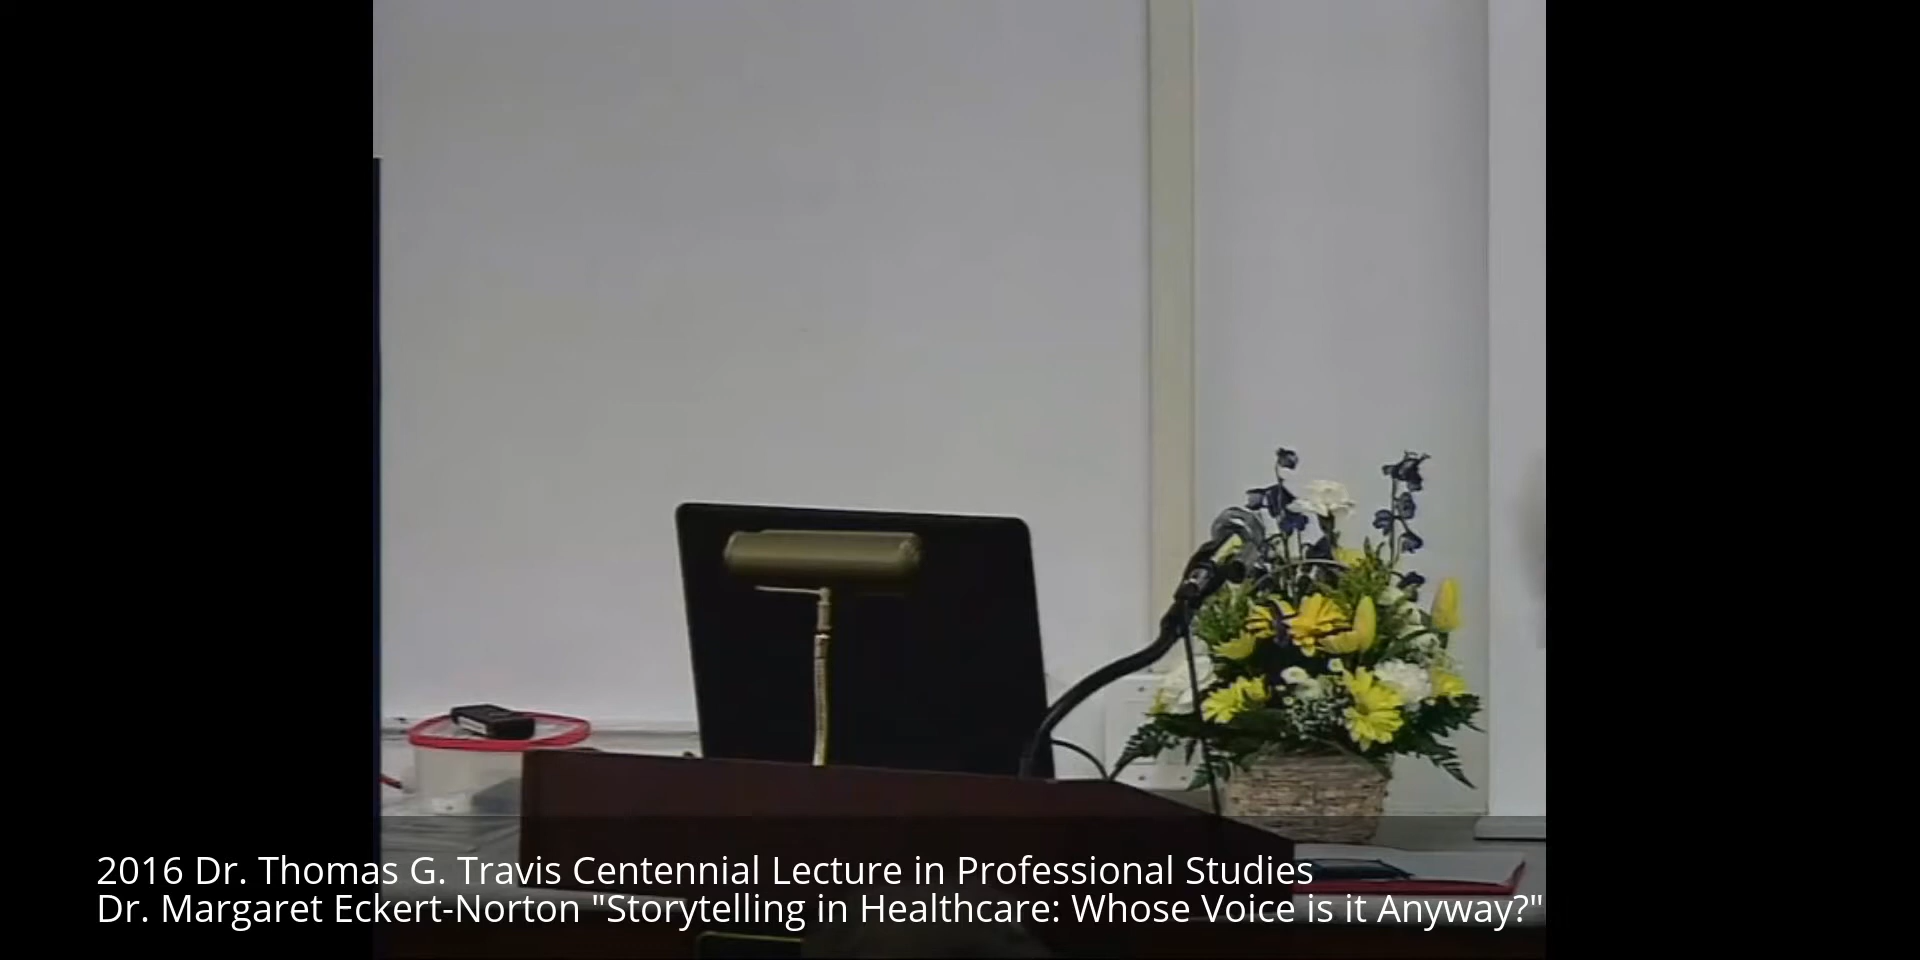 2016 Dr. Thomas G. Travis Centennial Lecture in Professional Studies
Dr. Margaret Eckert-Norton "Storytelling in Healthcare: Whose Voice is it Anyway?"